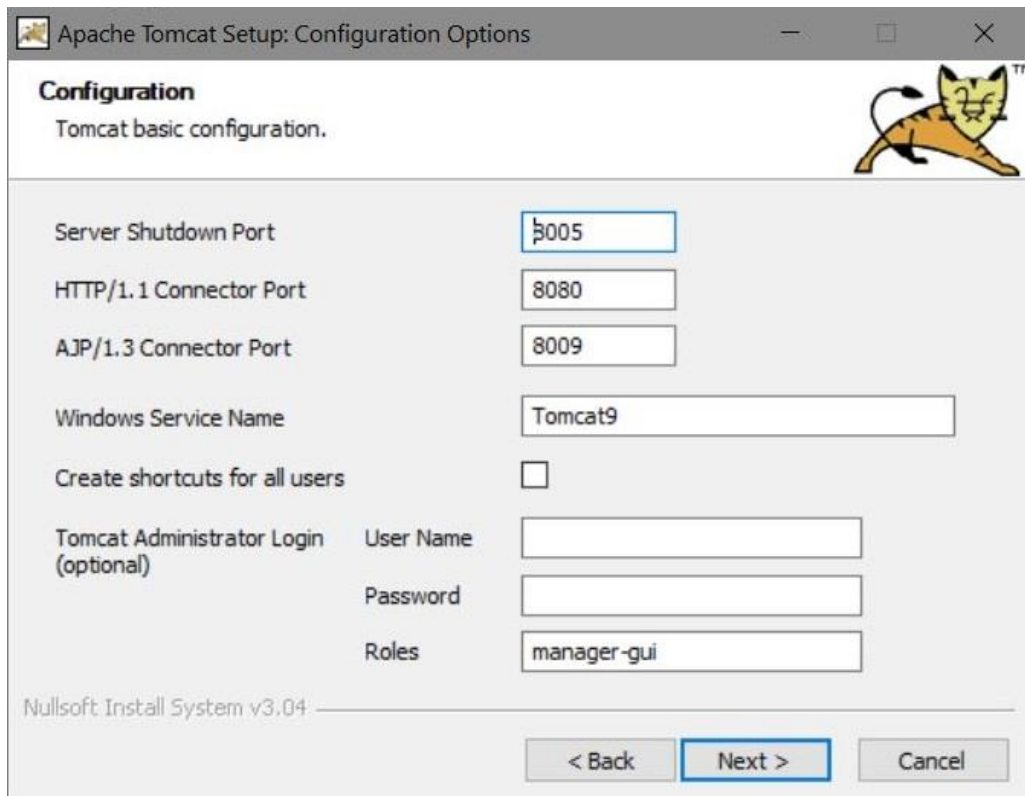 Apache Tomcat Setup: Configuration Options
Configuration
Tomcat basic configuration.
TM
Server Shutdown Port 8005
HTTP/1.1 Connector Port 8080
AJP/1.3 Connector Port 8009
Windows Service Name Tomcat9
Create shortcuts for all users
Tomcat Administrator Login User Name
(optional)
Password
Roles manager-gui
Nullsoft Install System v3.04
< Back Next > Cancel